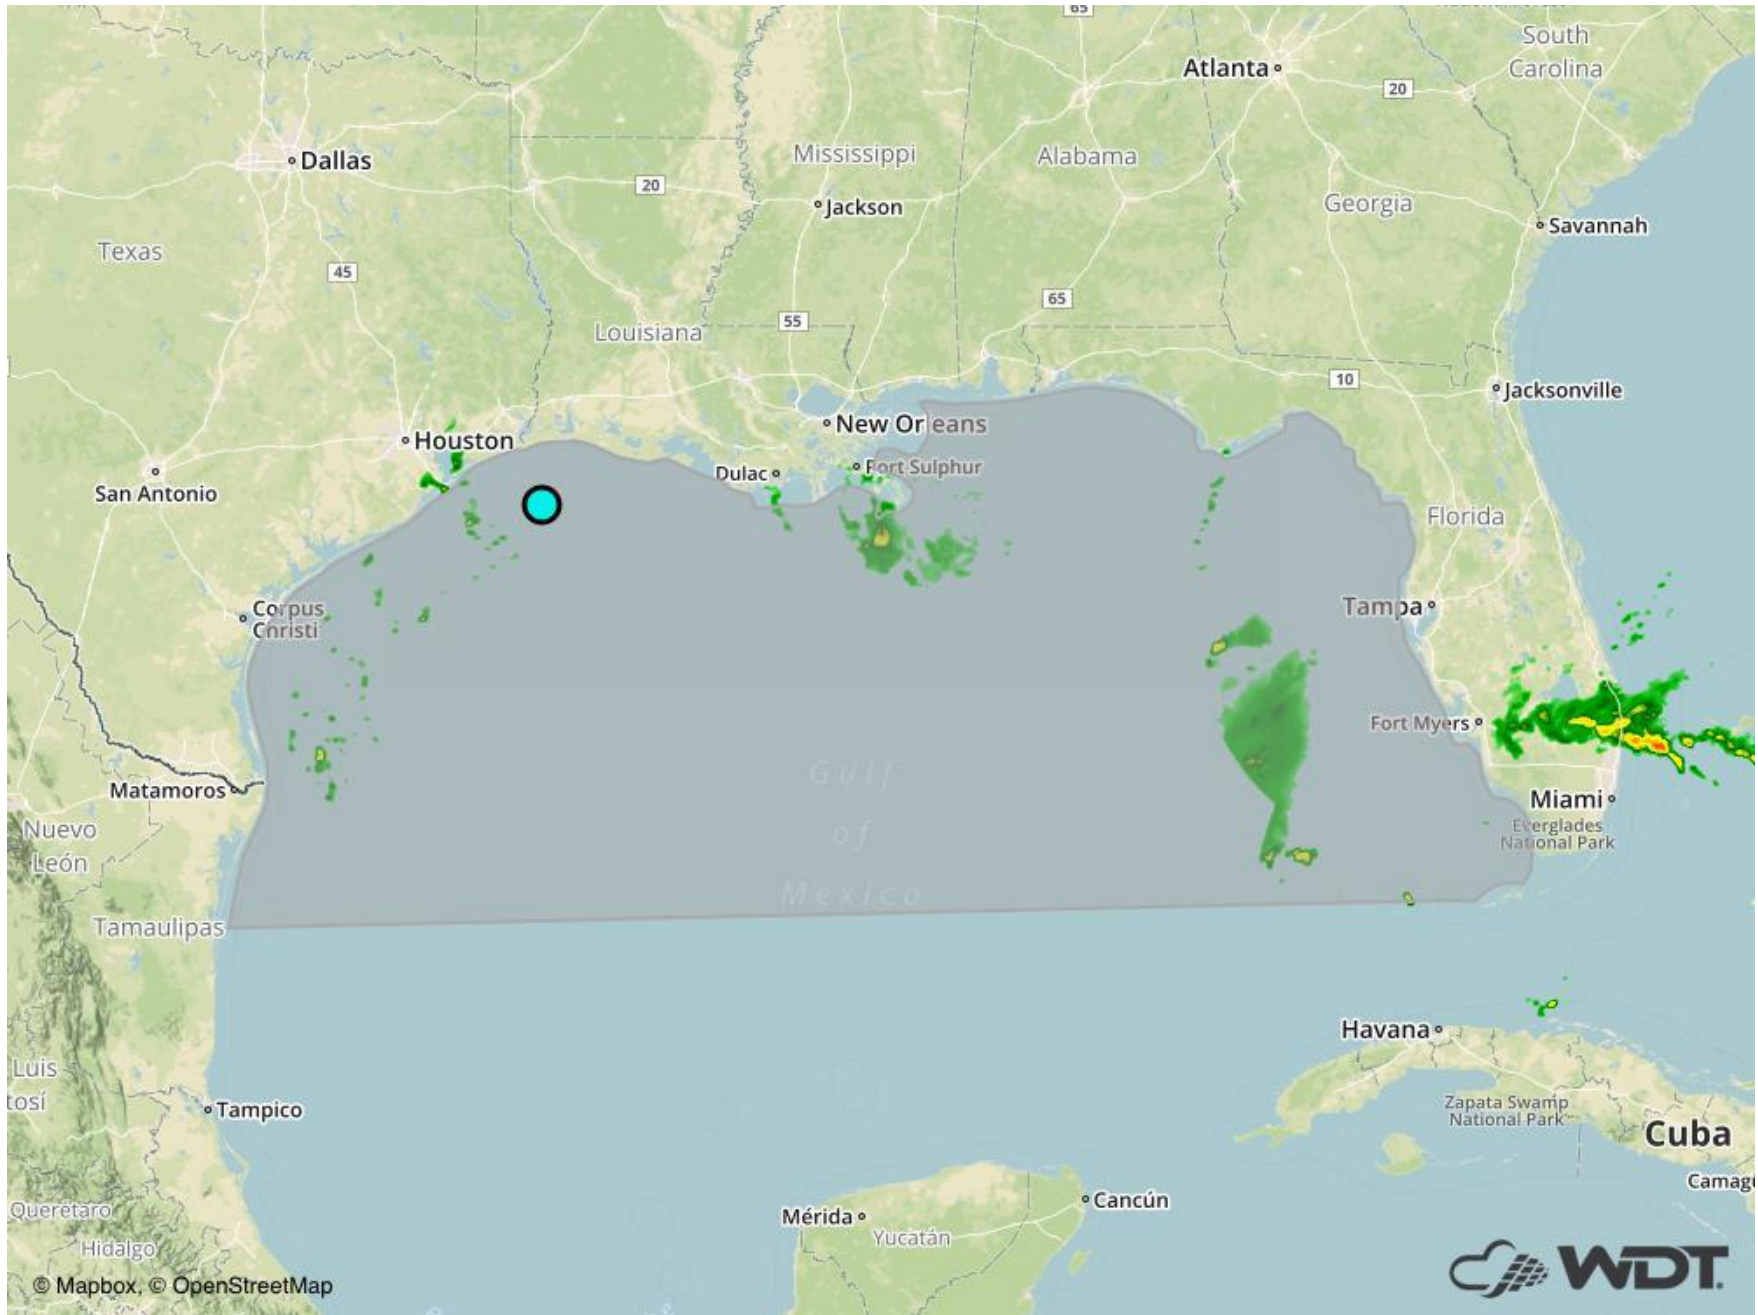 65
South
Carolina
Atlanta
20
Dallas
Mississippi
Alabama
20
Jackson
Georgia
Savannah
Texas
45
65
55
Louisiana
10
Jacksonville
New Orleans
Houston
Dulac
Fort Sulphur
San Antonio
Florida
Corpus
Christi
Tampa
Fort Myers
Gulf
of
Mexico
Matamoros
Miami
Everglades
National Park
Nuevo
León
Tamaulipas
Havana
Luis
tosí
Tampico
Zapata Swamp
National Park
Cuba
Camagü
Cancún
Mérida
Yucatán
Querétaro
Hidalgo
© Mapbox, © OpenStreetMap
WDT